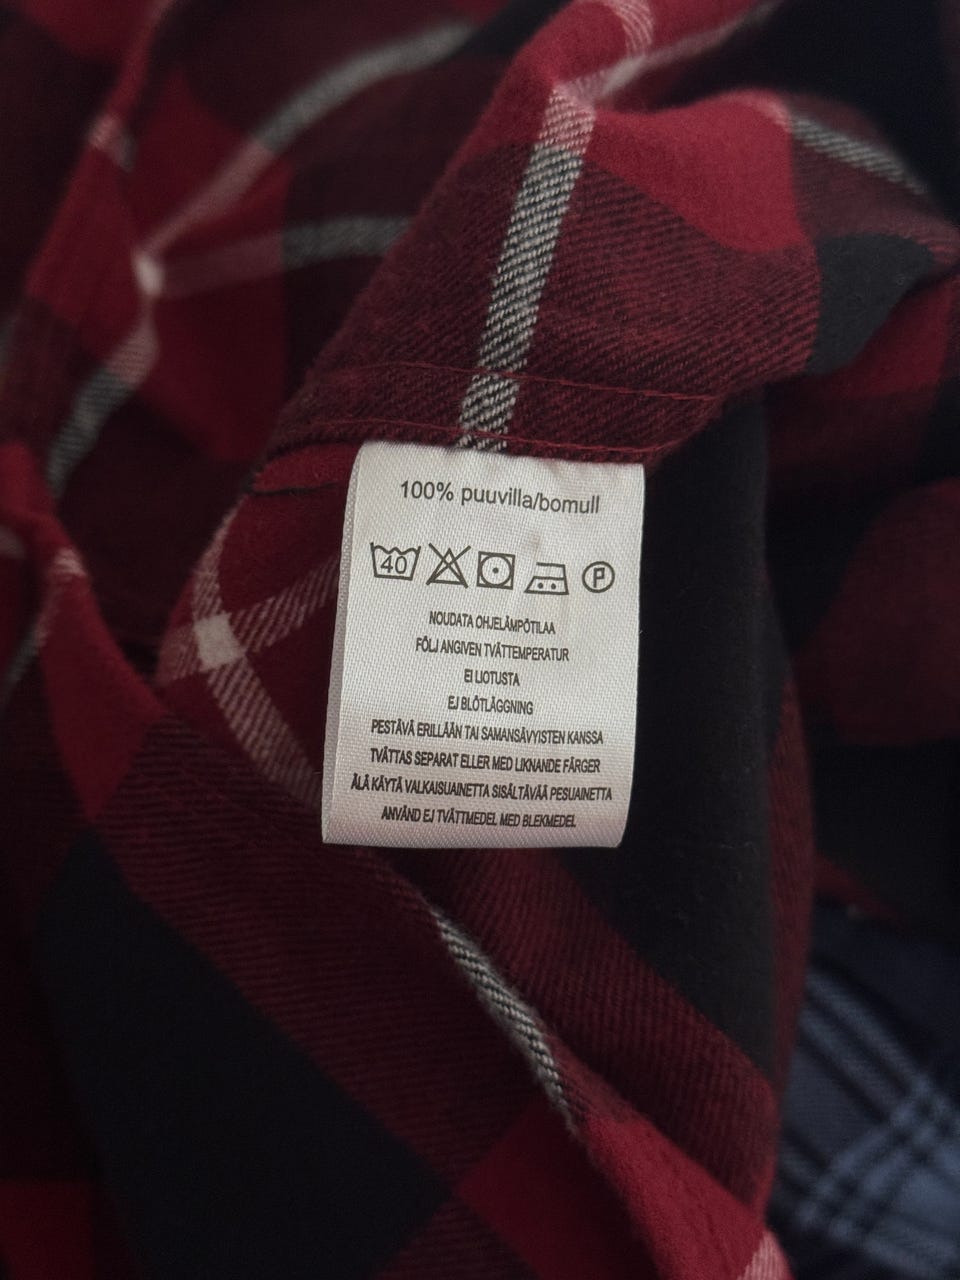 100% puuvilla/bomull
40 P
NOUDATA OHJELÄMPÖTILAA
FÖLJ ANGIVEN TVÄTTEMPERATUR
EI LIOTUSTA
EJ BLÖTLÄGGNING
PESTÄVÄ ERILLÄÄN TAI SAMANSÄVYISTEN KANSSA
TVÄTTAS SEPARAT ELLER MED LIKNANDE FÄRGER
ÄLÄ KÄYTÄ VALKAISUAINETTA SISÄLTÄVÄÄ PESUAINETTA
ANVÄND EJ TVÄTTMEDEL MED BLEKMEDEL